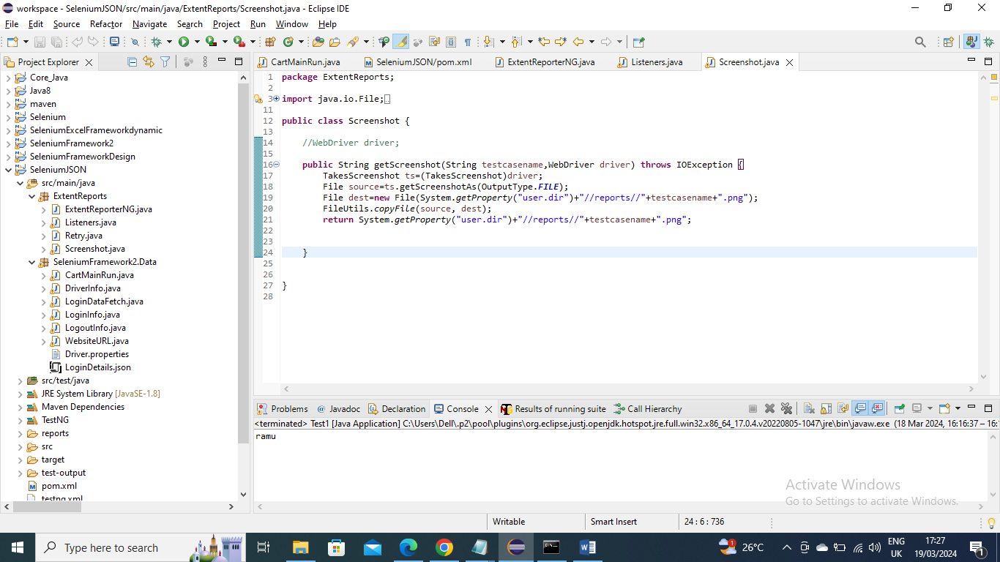 workspace - SeleniumJSON/src/main/java/ExtentReports/Screenshot.java - Eclipse IDE
File Edit Source Refactor Navigate Search Project Run Window Help
Project Explorer
Core_Java
Java8
maven
Selenium
SeleniumExcelFrameworkdynamic
SeleniumFramework2
SeleniumFrameworkDesign
SeleniumJSON
src/main/java
ExtentReports
ExtentReporterNG.java
Listeners.java
Retry.java
Screenshot.java
SeleniumFramework2.Data
CartMainRun.java
DriverInfo.java
LoginDataFetch.java
LoginInfo.java
LogoutInfo.java
WebsiteURL.java
Driver.properties
LoginDetails.json
src/test/java
JRE System Library [JavaSE-1.8]
Maven Dependencies
TestNG
reports
src
target
test-output
pom.xml
testng.xml
CartMainRun.java SeleniumJSON/pom.xml ExtentReporterNG.java Listeners.java Screenshot.java
1 package ExtentReports;
2
3 import java.io.File;
11
12 public class Screenshot {
13
14 //WebDriver driver;
15
16 public String getScreenshot(String testcasename,WebDriver driver) throws IOException {
17 TakesScreenshot ts=(TakesScreenshot)driver;
18 File source=ts.getScreenshotAs(OutputType.FILE);
19 File dest=new File(System.getProperty("user.dir")+"//reports//"+testcasename+".png");
20 FileUtils.copyFile(source, dest);
21 return System.getProperty("user.dir")+"//reports//"+testcasename+".png";
22
23
24 }
25
26
27 }
28
Problems Javadoc Declaration Console Results of running suite Call Hierarchy
<terminated> Test1 [Java Application] C:\Users\Dell\.p2\pool\plugins\org.eclipse.justj.openjdk.hotspot.jre.full.win32.x86_64_17.0.4.v20220805-1047\jre\bin\javaw.exe (18 Mar 2024, 16:16:37 – 16:
ramu
Activate Windows
Go to Settings to activate Windows.
Writable Smart Insert 24 : 6 : 736
Type here to search
26°C
ENG
UK
17:27
19/03/2024
1